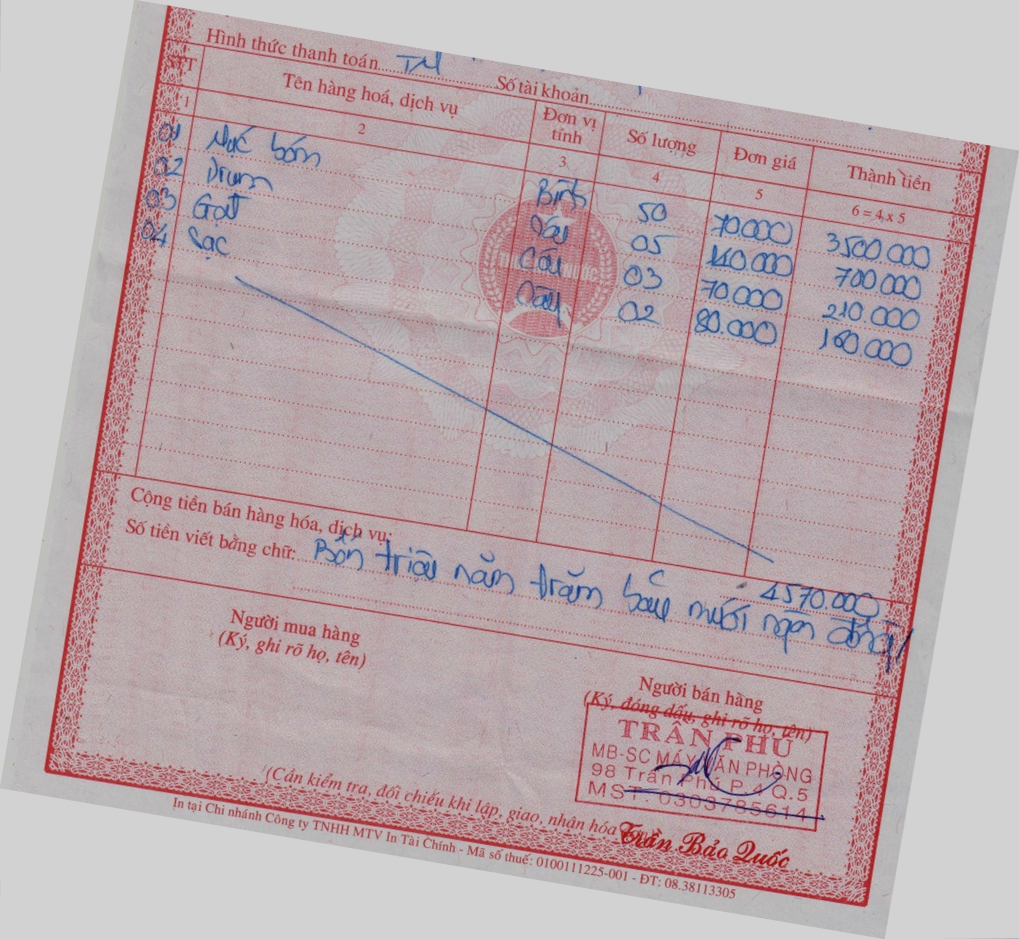 Hình thức thanh toán TM Số tài khoản
STT Tên hàng hoá, dịch vụ Đơn vị tính Số lượng Đơn giá Thành tiền
1 2 3 4 5 6 = 4 x 5
01 Mực bơm Bình 50 70.000 3500.000
02 Drum Cây 05 140.000 700.000
03 Gạt Cây 03 70.000 210.000
04 Sạc Cây 02 80.000 160.000
Cộng tiền bán hàng hóa, dịch vụ: 4570.000
Số tiền viết bằng chữ: Bốn triệu năm trăm bảy mươi ngàn đồng
Người mua hàng
(Ký, ghi rõ họ, tên)
Người bán hàng
(Ký, đóng dấu, ghi rõ họ, tên)
TRẦN PHÚ
MB-SC MÁY VĂN PHÒNG
98 Trần Phú P.4 Q.5
MST: 0303785614
(Cần kiểm tra, đối chiếu khi lập, giao, nhận hóa
Trần Bảo Quốc
In tại Chi nhánh Công ty TNHH MTV In Tài Chính - Mã số thuế: 0100111225-001 - ĐT: 08.38113305